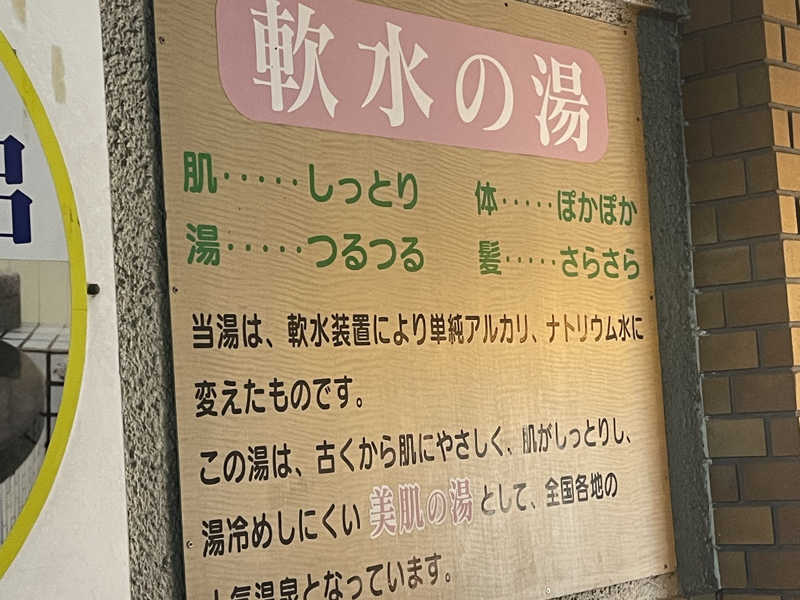 軟水の湯
肌·····しっとり　体·····ぽかぽか
湯·····つるつる　髪·····さらさら
当湯は、軟水装置により単純アルカリ、ナトリウム水に
変えたものです。
この湯は、古くから肌にやさしく、肌がしっとりし、
湯冷めしにくい 美肌の湯 として、全国各地の
人気温泉となっています。